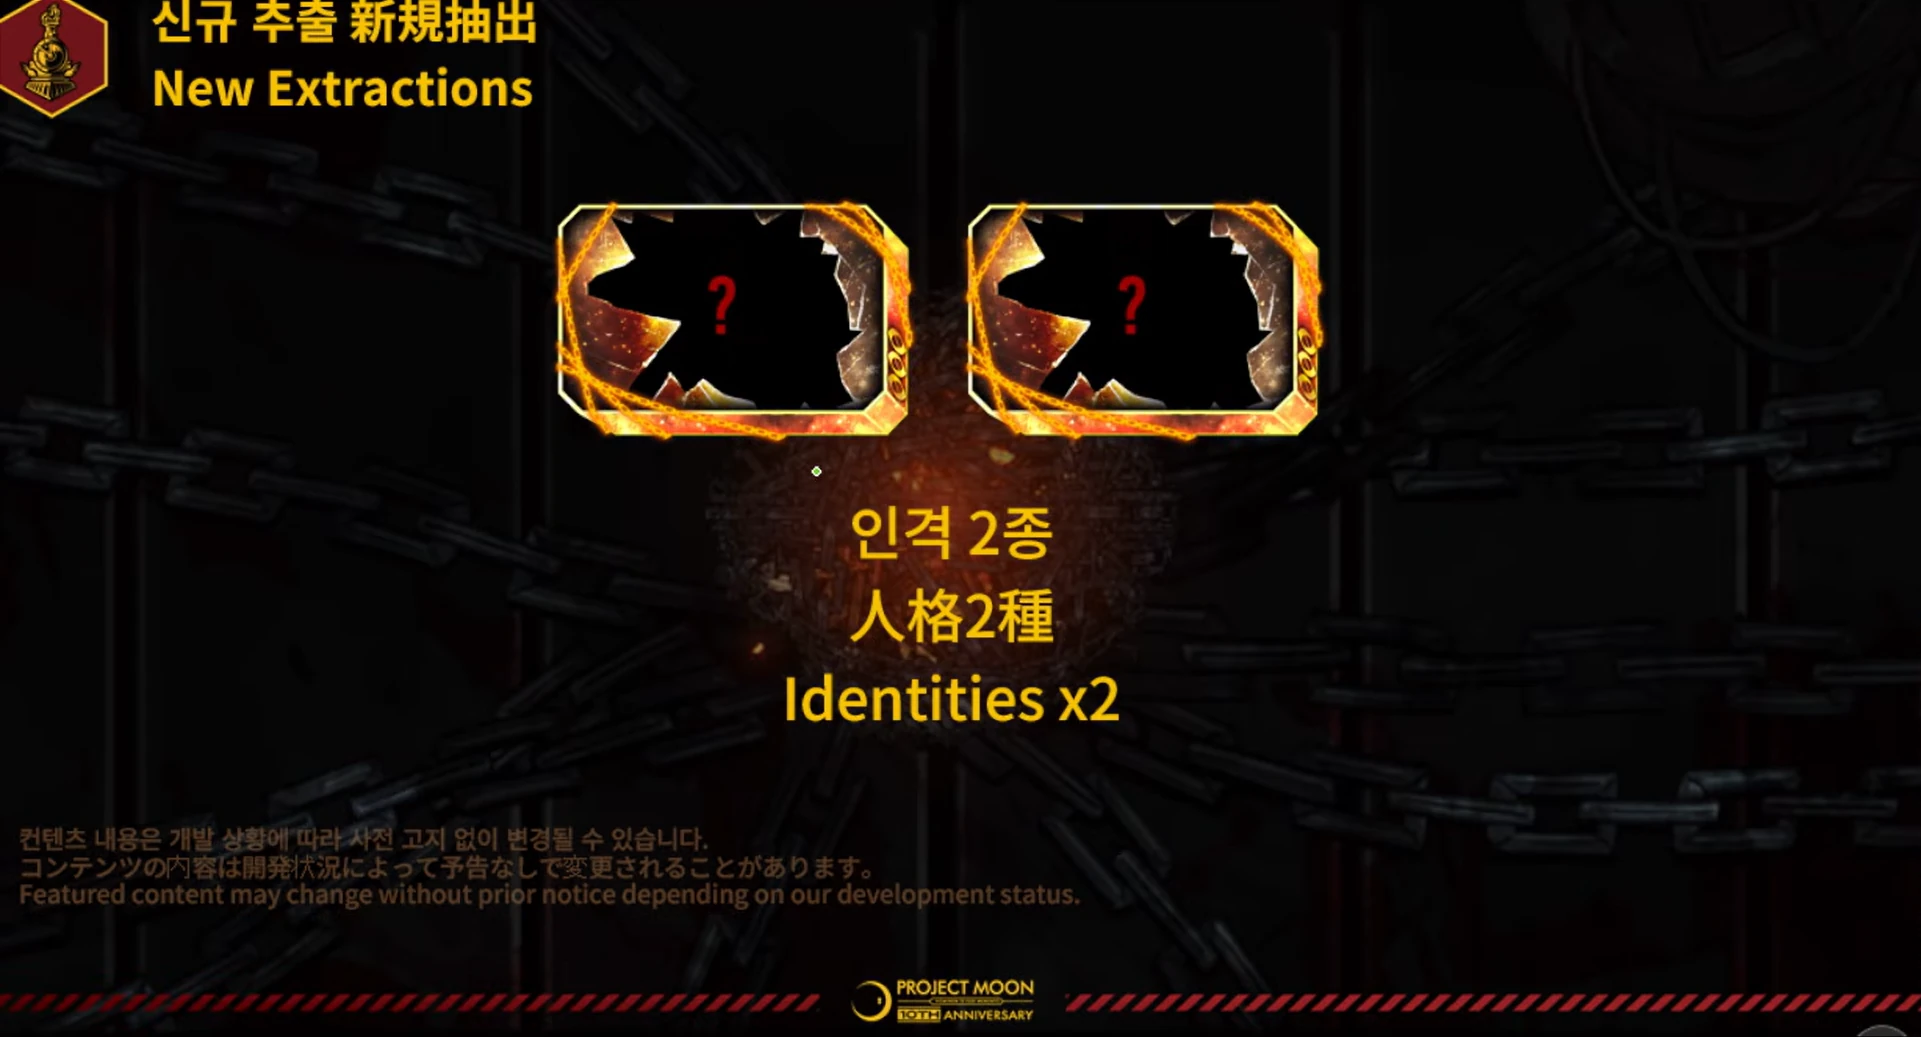 신규 추출 新規抽出
New Extractions
?
?
인격 2종
人格2種
Identities x2
컨텐츠 내용은 개발 상황에 따라 사전 고지 없이 변경될 수 있습니다.
コンテンツの内容は開発状況によって予告なしで変更されることがあります。
Featured content may change without prior notice depending on our development status.
PROJECT MOON
10TH ANNIVERSARY